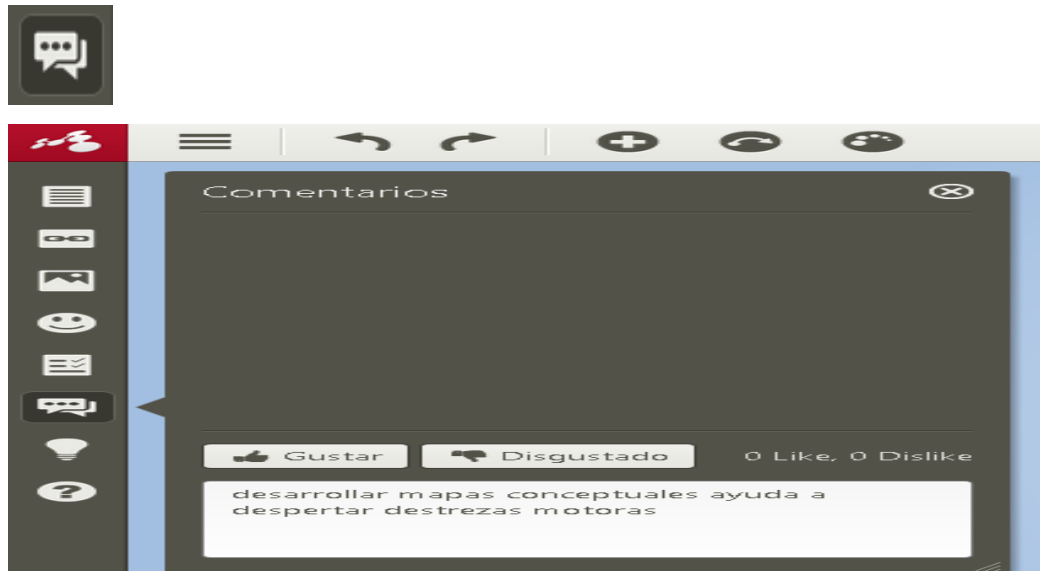 Comentarios
Gustar
Disgustado
0 Like, 0 Dislike
desarrollar mapas conceptuales ayuda a
despertar destrezas motoras